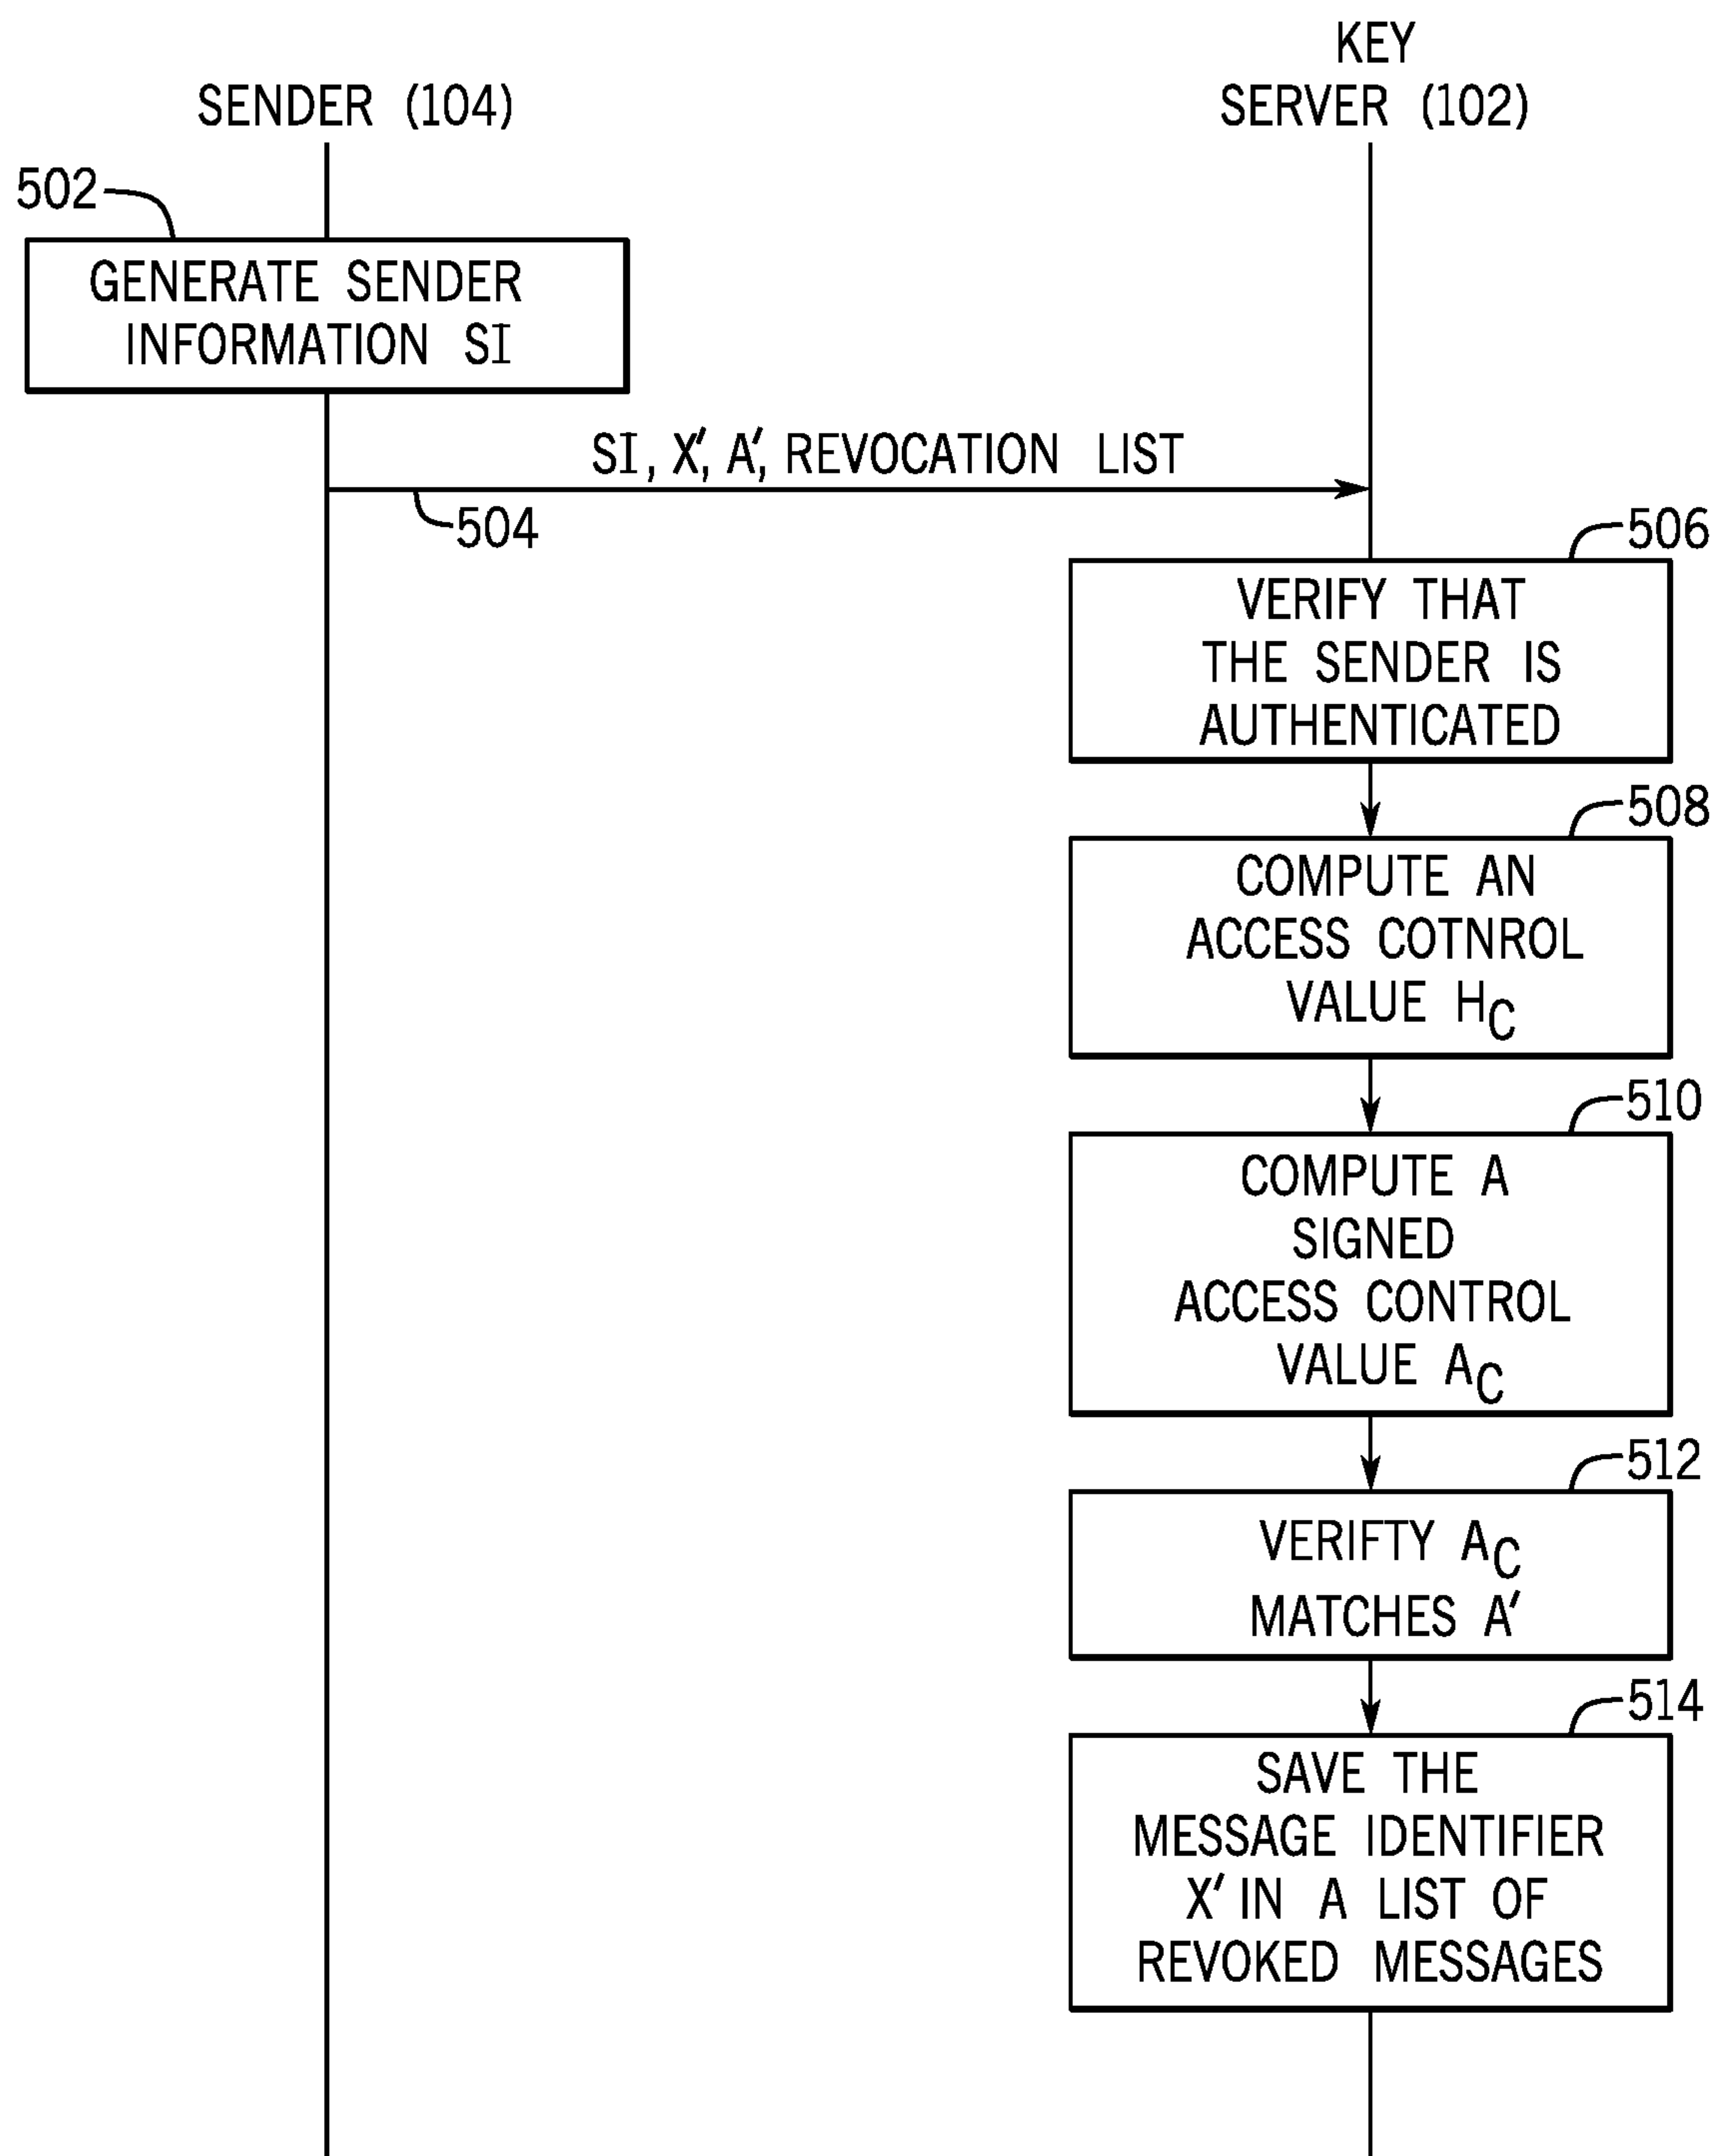 KEY
SENDER (104)
SERVER (102)
502
GENERATE SENDER
INFORMATION SI
SI, X', A', REVOCATION LIST
504
506
VERIFY THAT
THE SENDER IS
AUTHENTICATED
508
COMPUTE AN
ACCESS COTNROL
VALUE HC
510
COMPUTE A
SIGNED
ACCESS CONTROL
VALUE AC
512
VERIFTY AC
MATCHES A'
514
SAVE THE
MESSAGE IDENTIFIER
X' IN A LIST OF
REVOKED MESSAGES